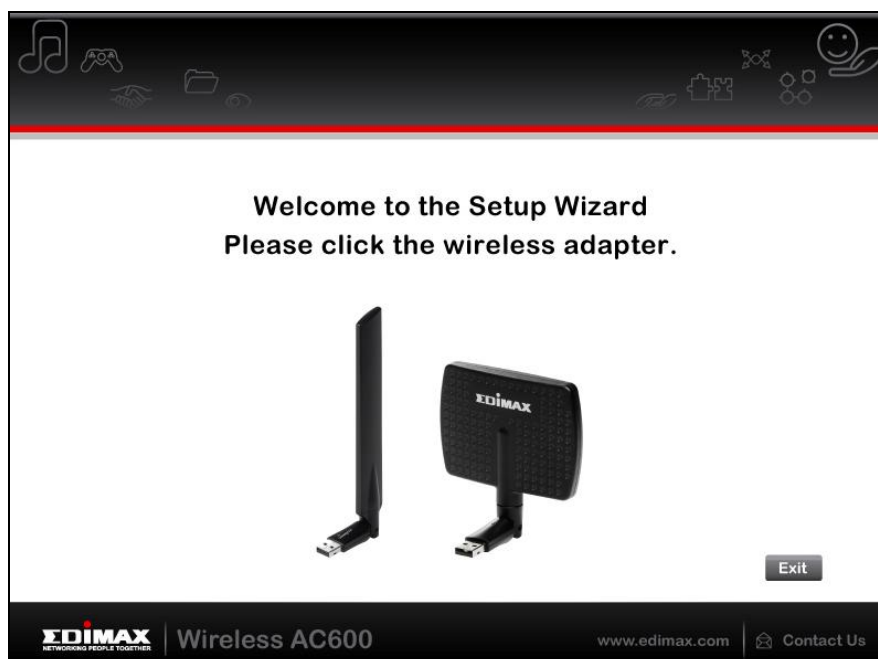 Welcome to the Setup Wizard
Please click the wireless adapter.
EDIMAX
Exit
EDIMAX
NETWORKING PEOPLE TOGETHER
Wireless AC600
www.edimax.com
Contact Us